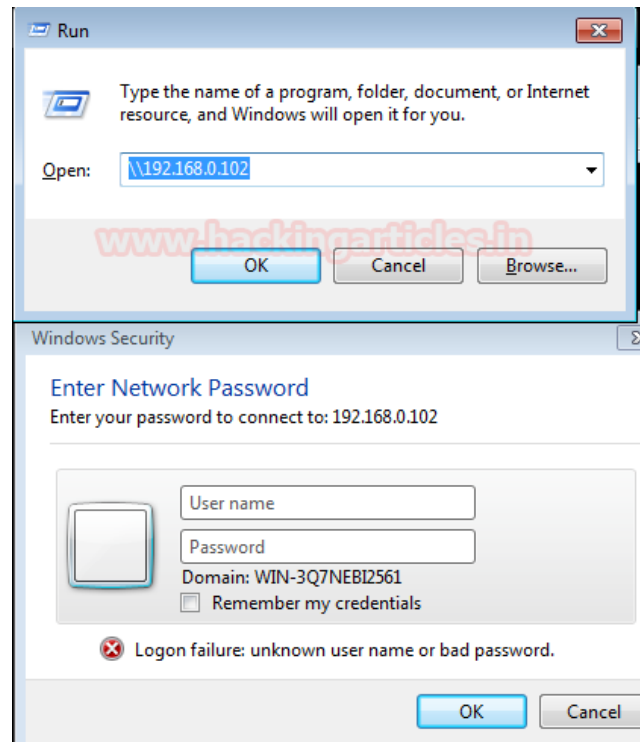 Run
Type the name of a program, folder, document, or Internet
resource, and Windows will open it for you.
Open: \\192.168.0.102
www.hackingarticles.in
OK Cancel Browse...
Windows Security
Enter Network Password
Enter your password to connect to: 192.168.0.102
User name
Password
Domain: WIN-3Q7NEBI2561
Remember my credentials
Logon failure: unknown user name or bad password.
OK Cancel